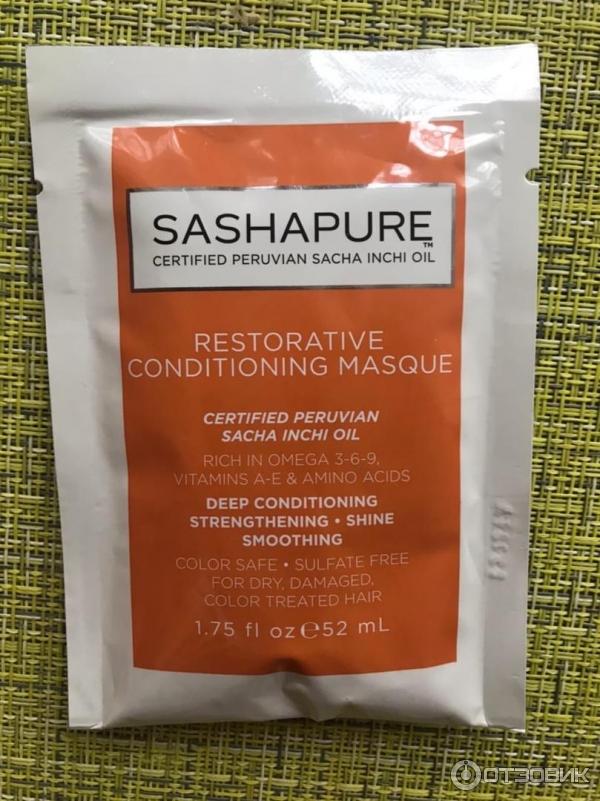 SASHAPURE™
CERTIFIED PERUVIAN SACHA INCHI OIL
RESTORATIVE
CONDITIONING MASQUE
CERTIFIED PERUVIAN
SACHA INCHI OIL
RICH IN OMEGA 3-6-9,
VITAMINS A-E & AMINO ACIDS
DEEP CONDITIONING
STRENGTHENING • SHINE
SMOOTHING
COLOR SAFE • SULFATE FREE
FOR DRY, DAMAGED,
COLOR TREATED HAIR
1.75 fl oz ℮ 52 mL
ОТЗОВИК